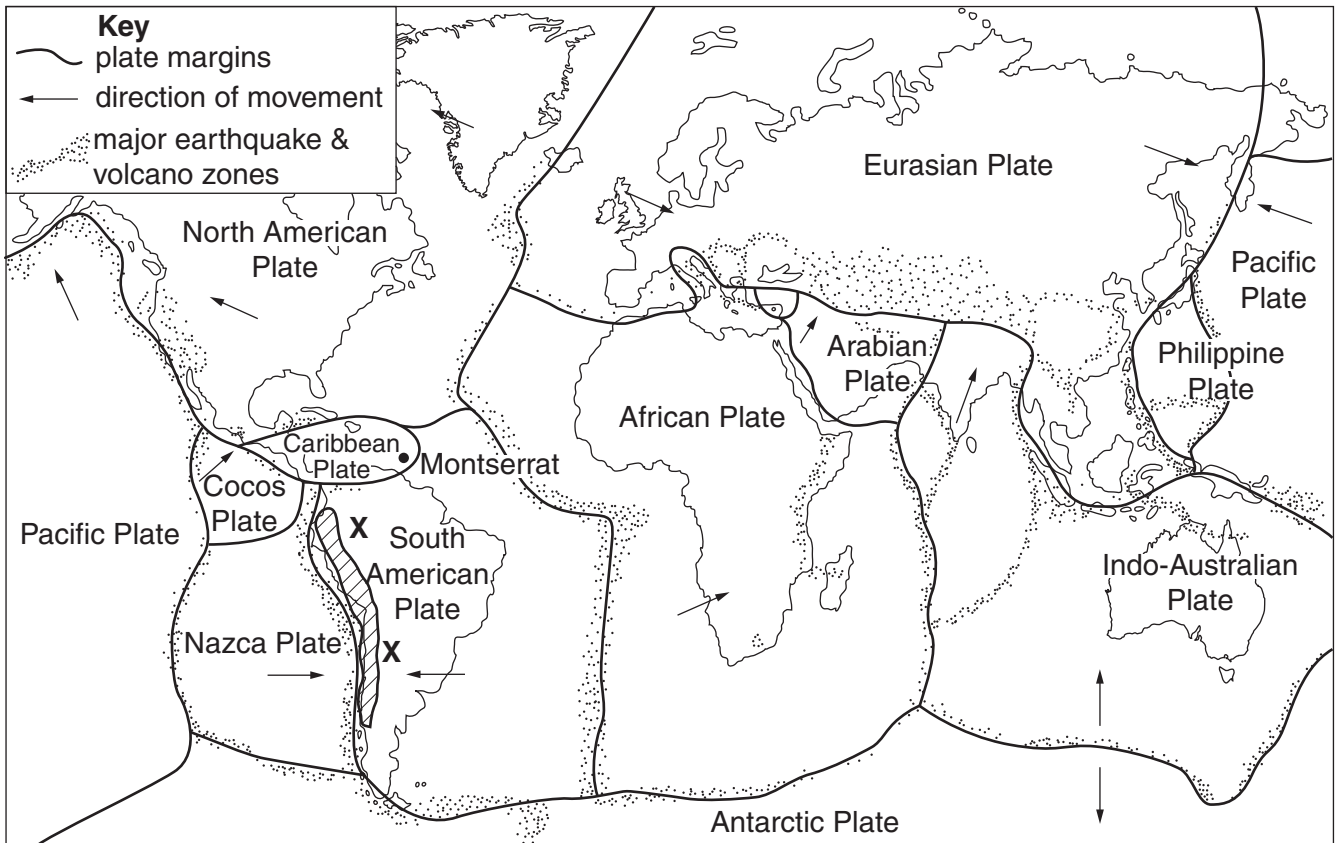 Key
plate margins
direction of movement
major earthquake &
volcano zones
Eurasian Plate
North American
Plate
Pacific
Plate
Arabian
Plate
Philippine
Plate
African Plate
Caribbean
Plate
Montserrat
Cocos
Plate
Pacific Plate
X
South
American
Plate
Indo-Australian
Plate
Nazca Plate
X
Antarctic Plate